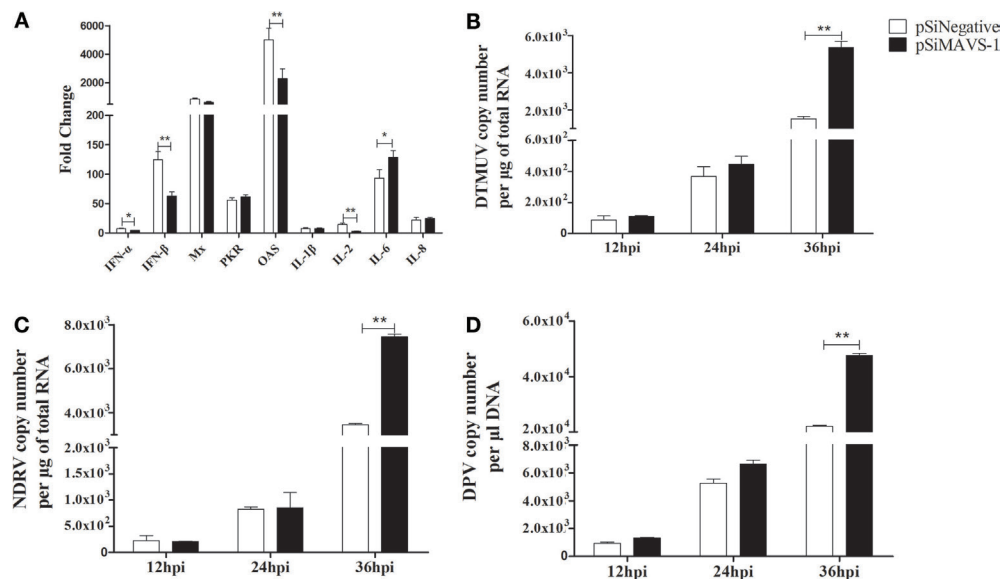 A
Fold Change
6000
4000
2000
200
150
100
50
0
**
**
*
**
*
IFN-α
IFN-β
Mx
PKR
OAS
IL-1β
IL-2
IL-6
IL-8
B
DTMUV copy number
per µg of total RNA
6.0x10³
4.0x10³
2.0x10³
6.0x10²
4.0x10²
2.0x10²
0
**
12hpi
24hpi
36hpi
pSiNegative
pSiMAVS-1
C
NDRV copy number
per µg of total RNA
8.0x10³
6.0x10³
4.0x10³
2.0x10³
1.5x10³
1.0x10³
5.0x10²
0
**
12hpi
24hpi
36hpi
D
DPV copy number
per µl DNA
6.0x10⁴
4.0x10⁴
2.0x10⁴
8.0x10³
6.0x10³
4.0x10³
2.0x10³
0
**
12hpi
24hpi
36hpi